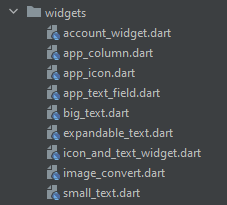 widgets
account_widget.dart
app_column.dart
app_icon.dart
app_text_field.dart
big_text.dart
expandable_text.dart
icon_and_text_widget.dart
image_convert.dart
small_text.dart